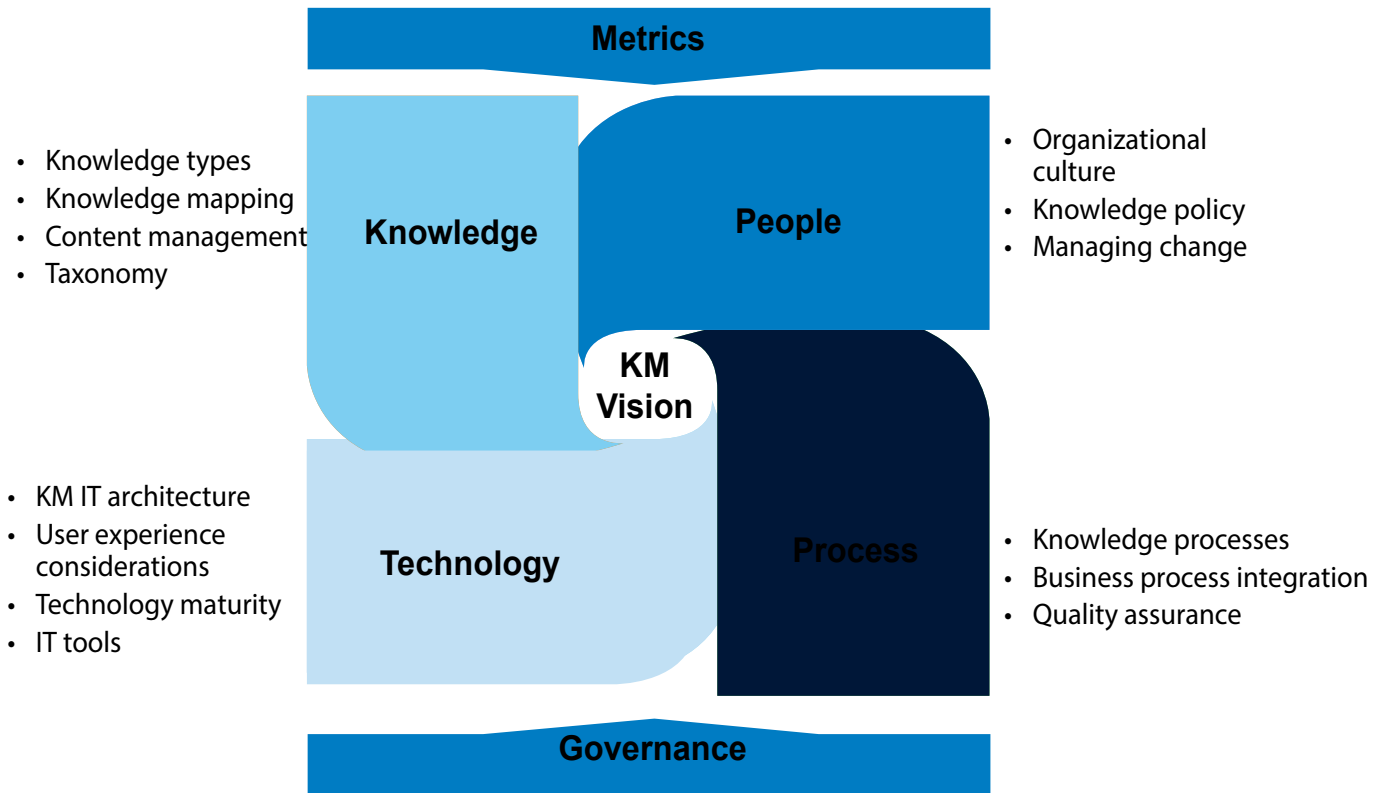 Metrics
• Knowledge types
• Knowledge mapping
• Content management
• Taxonomy
Knowledge
People
• Organizational
culture
• Knowledge policy
• Managing change
KM
Vision
• KM IT architecture
• User experience
considerations
• Technology maturity
• IT tools
Technology
Process
• Knowledge processes
• Business process integration
• Quality assurance
Governance